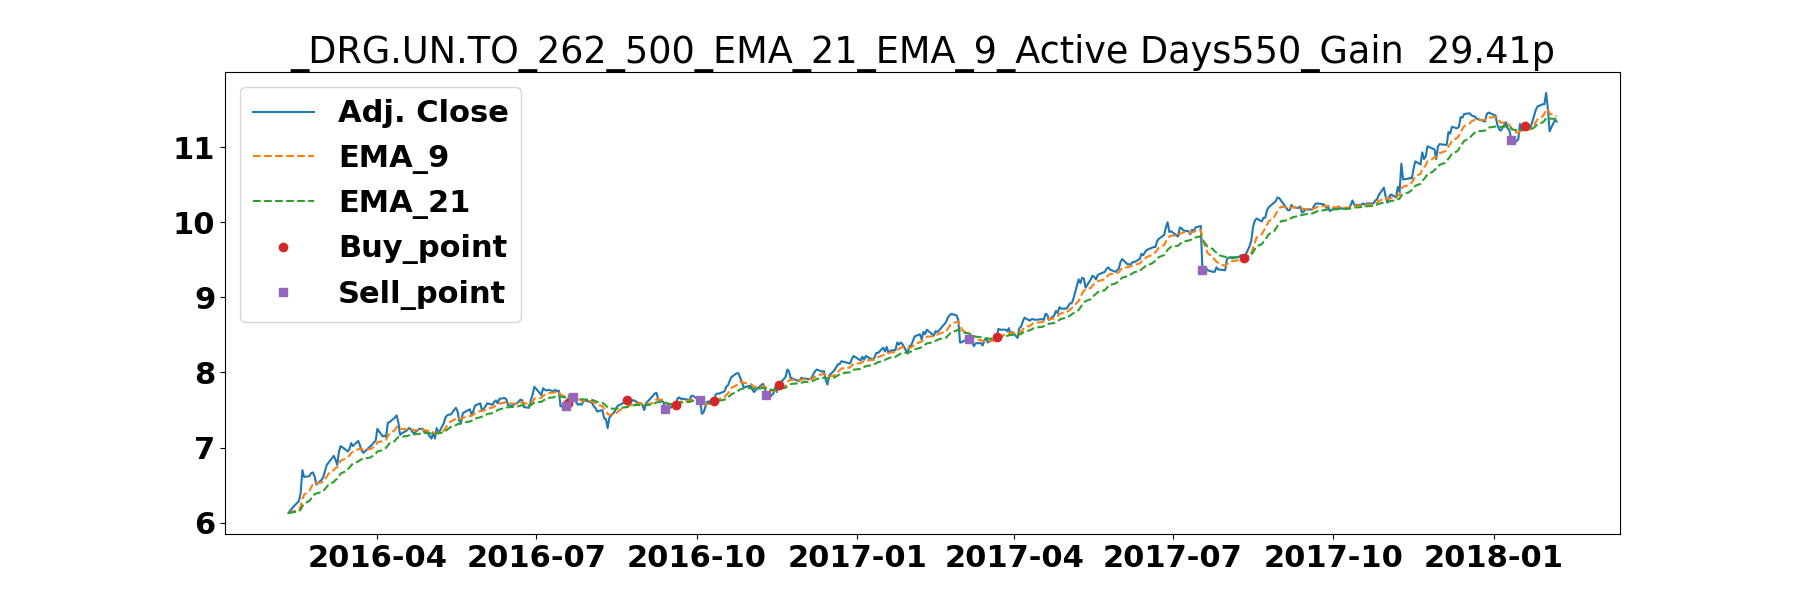 _DRG.UN.TO_262_500_EMA_21_EMA_9_Active Days550_Gain  29.41p
Adj. Close
EMA_9
EMA_21
Buy_point
Sell_point
11
10
9
8
7
6
2016-04 2016-07 2016-10 2017-01 2017-04 2017-07 2017-10 2018-01